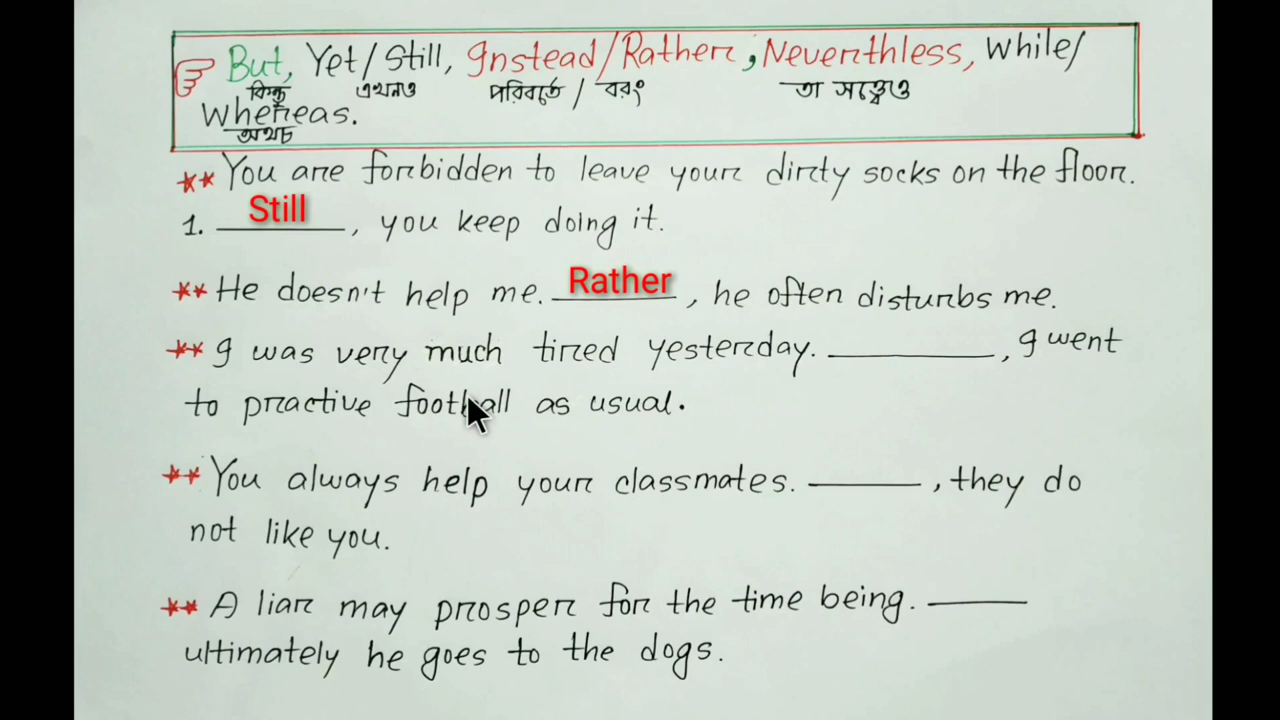 But, Yet/Still, Instead/Rather, Neverthless, While/
কিন্তু এখনও পরিবর্তে / বরং তা সত্ত্বেও
Whereas.
অথচ
** You are forbidden to leave your dirty socks on the floor.
1. Still, you keep doing it.
** He doesn't help me. Rather, he often disturbs me.
** I was very much tired yesterday. ________, I went
to practive football as usual.
** You always help your classmates. ______, they do
not like you.
** A liar may prosper for the time being. _____
ultimately he goes to the dogs.